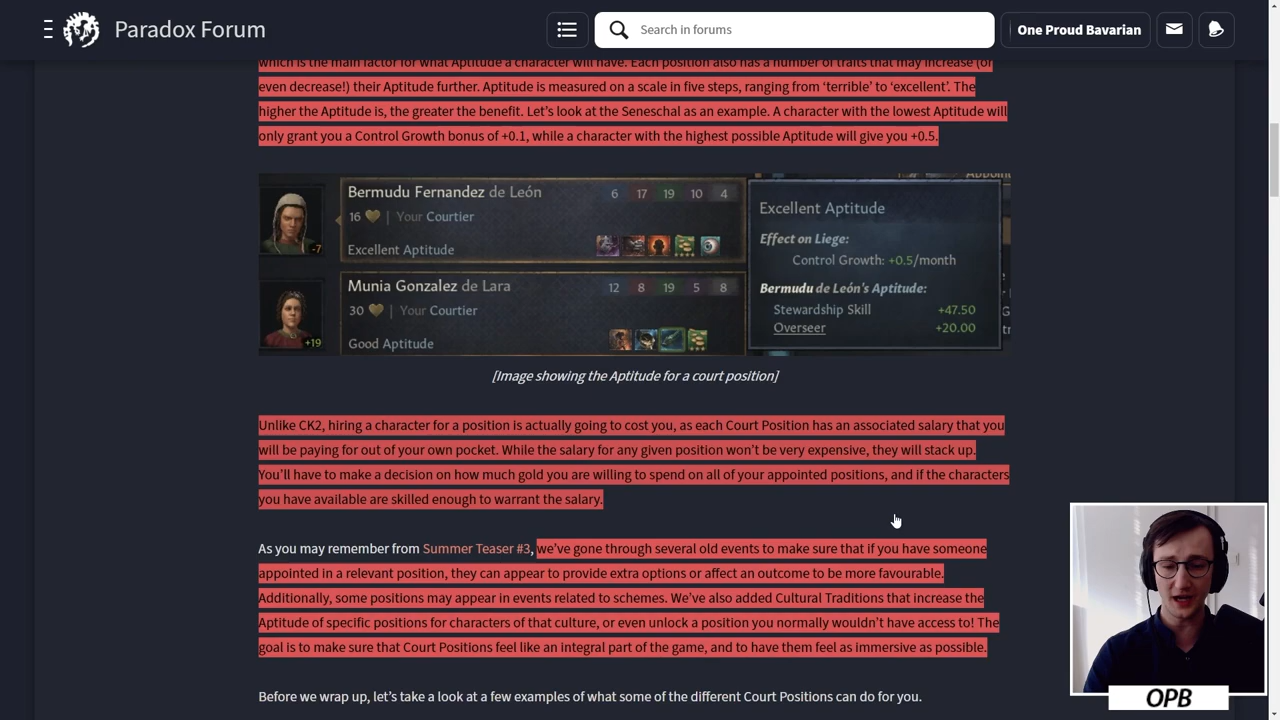 Paradox Forum
Search in forums
One Proud Bavarian
which is the main factor for what Aptitude a character will have. Each position also has a number of traits that may increase (or
even decrease!) their Aptitude further. Aptitude is measured on a scale in five steps, ranging from ‘terrible’ to ‘excellent’. The
higher the Aptitude is, the greater the benefit. Let’s look at the Seneschal as an example. A character with the lowest Aptitude will
only grant you a Control Growth bonus of +0.1, while a character with the highest possible Aptitude will give you +0.5.
Bermudu Fernandez de León
6 17 19 10 4
16 | Your Courtier
-7
Excellent Aptitude
Munia Gonzalez de Lara
12 8 19 5 8
30 | Your Courtier
+19
Good Aptitude
Excellent Aptitude
Effect on Liege:
Control Growth: +0.5/month
Bermudu de León’s Aptitude:
Stewardship Skill +47.50
Overseer +20.00
[Image showing the Aptitude for a court position]
Unlike CK2, hiring a character for a position is actually going to cost you, as each Court Position has an associated salary that you
will be paying for out of your own pocket. While the salary for any given position won’t be very expensive, they will stack up.
You’ll have to make a decision on how much gold you are willing to spend on all of your appointed positions, and if the characters
you have available are skilled enough to warrant the salary.
As you may remember from Summer Teaser #3, we’ve gone through several old events to make sure that if you have someone
appointed in a relevant position, they can appear to provide extra options or affect an outcome to be more favourable.
Additionally, some positions may appear in events related to schemes. We’ve also added Cultural Traditions that increase the
Aptitude of specific positions for characters of that culture, or even unlock a position you normally wouldn’t have access to! The
goal is to make sure that Court Positions feel like an integral part of the game, and to have them feel as immersive as possible.
Before we wrap up, let’s take a look at a few examples of what some of the different Court Positions can do for you.
OPB